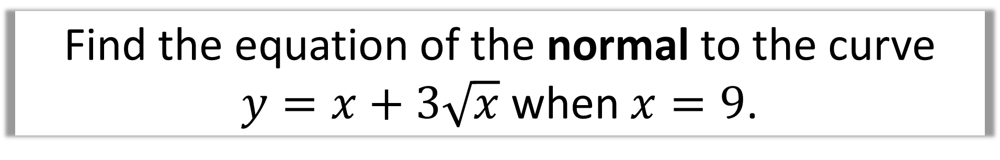 Find the equation of the normal to the curve
y = x + 3√x when x = 9.